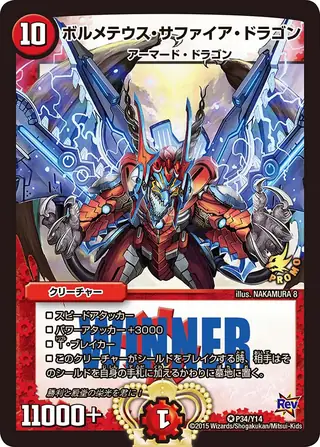 10
ボルメテウス・サファイア・ドラゴン
アーマード・ドラゴン
PROMO
illus. NAKAMURA 8
クリーチャー
WINNER
■ スピードアタッカー
■ パワーアタッカー+3000
■ T・ブレイカー
■ このクリーチャーがシールドをブレイクする時、相手はそ
のシールドを自身の手札に加えるかわりに墓地に置く。
勝利と殿堂の栄光を君に!
11000+
1
Rev
P34/Y14
©2015 Wizards/Shogakukan/Mitsui-Kids